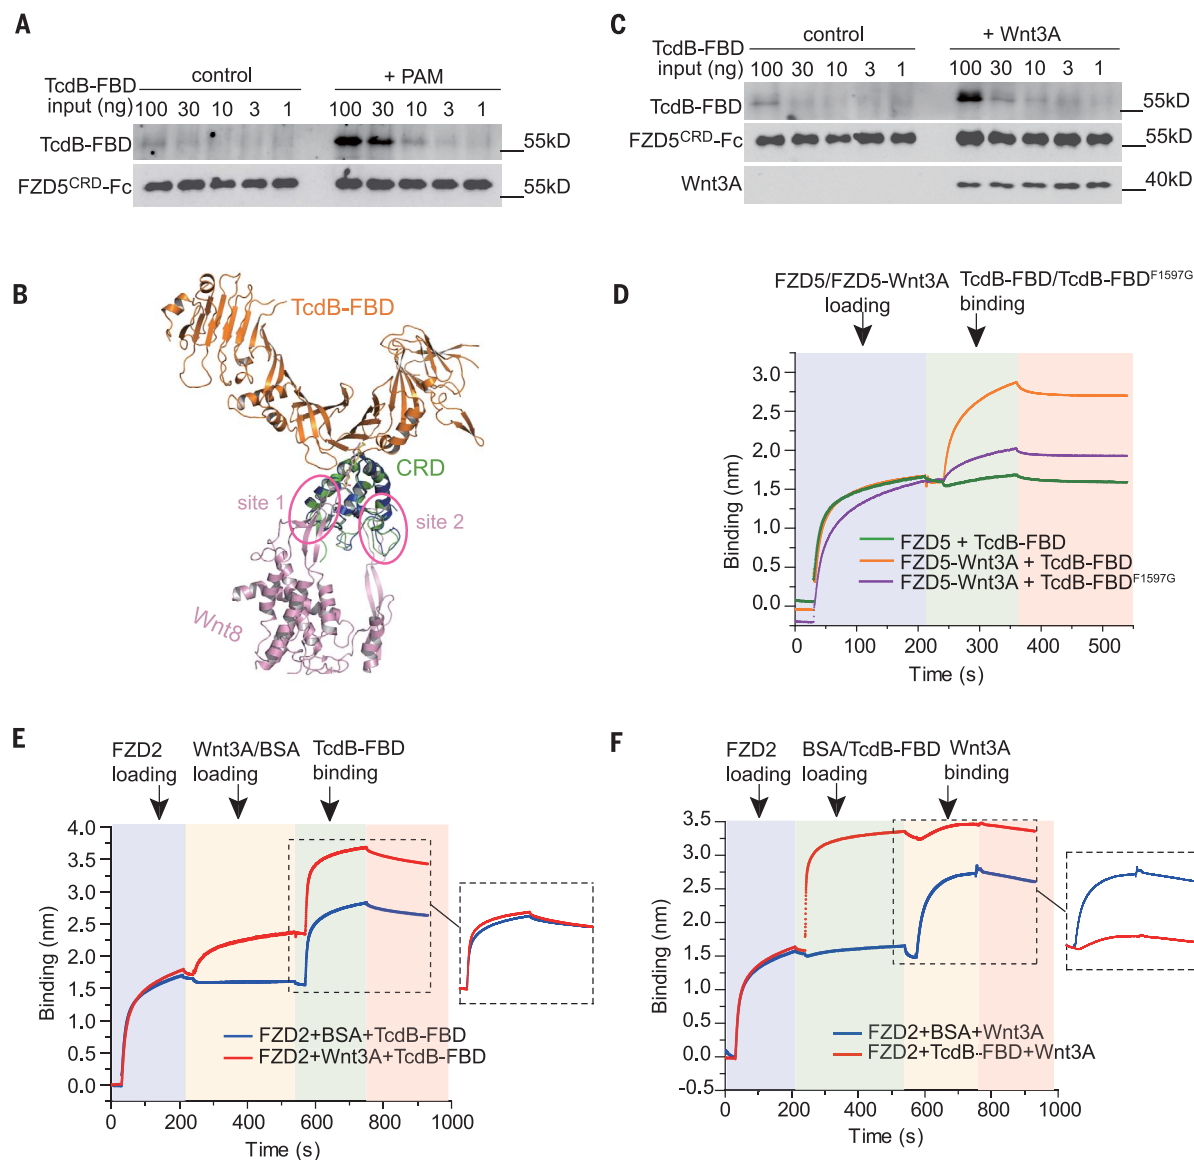 A
TcdB-FBD control + PAM
input (ng) 100 30 10 3 1 100 30 10 3 1
TcdB-FBD 55kD
FZD5CRD-Fc 55kD
C
TcdB-FBD control + Wnt3A
input (ng) 100 30 10 3 1 100 30 10 3 1
TcdB-FBD 55kD
FZD5CRD-Fc 55kD
Wnt3A 40kD
B
TcdB-FBD
CRD
site 1
site 2
Wnt8
D
FZD5/FZD5-Wnt3A
loading
TcdB-FBD/TcdB-FBDF1597G
binding
3.0
2.5
2.0
1.5
1.0
0.5
0.0
Binding (nm)
FZD5 + TcdB-FBD
FZD5-Wnt3A + TcdB-FBD
FZD5-Wnt3A + TcdB-FBDF1597G
0 100 200 300 400 500
Time (s)
E
FZD2
loading
Wnt3A/BSA
loading
TcdB-FBD
binding
4.0
3.5
3.0
2.5
2.0
1.5
1.0
0.5
0.0
Binding (nm)
FZD2+BSA+TcdB-FBD
FZD2+Wnt3A+TcdB-FBD
0 200 400 600 800 1000
Time (s)
F
FZD2
loading
BSA/TcdB-FBD
loading
Wnt3A
binding
3.5
3.0
2.5
2.0
1.5
1.0
0.5
0.0
-0.5
Binding (nm)
FZD2+BSA+Wnt3A
FZD2+TcdB-FBD+Wnt3A
0 200 400 600 800 1000
Time (s)